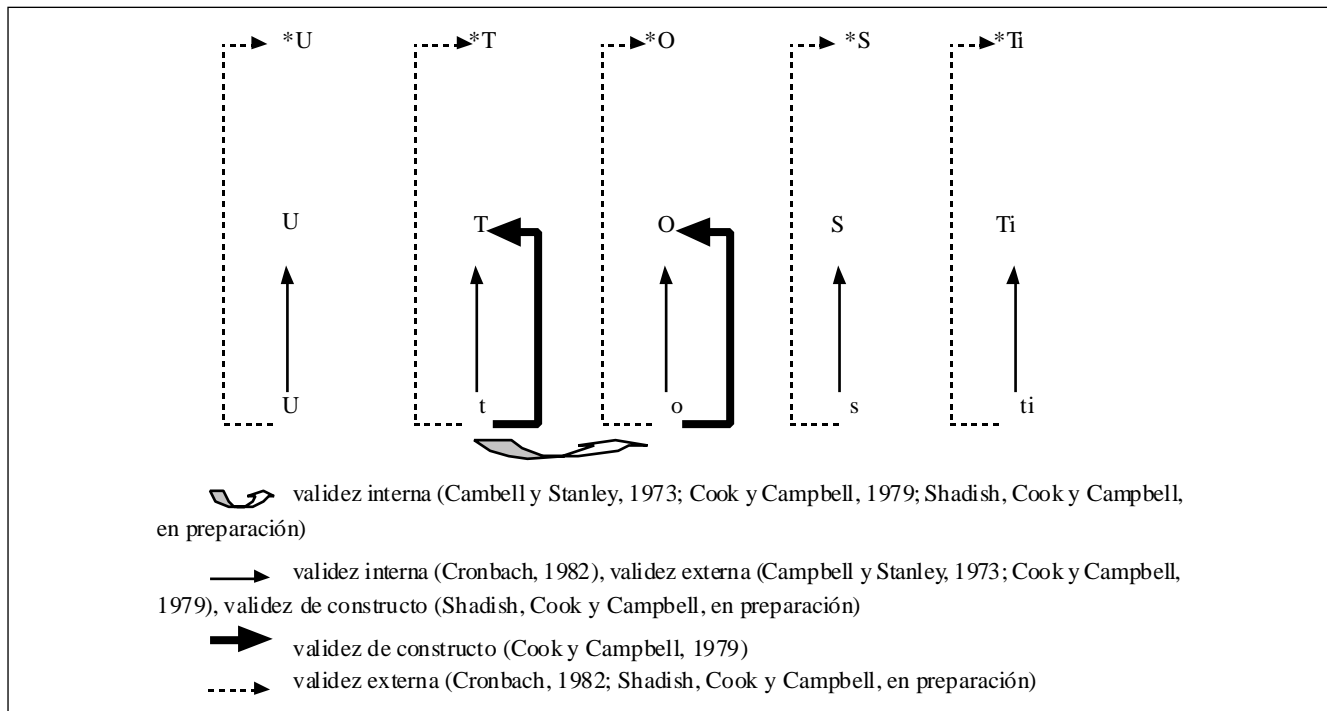 *U *T *O *S *Ti
U T O S Ti
U t o s ti
validez interna (Cambell y Stanley, 1973; Cook y Campbell, 1979; Shadish, Cook y Campbell,
en preparación)
validez interna (Cronbach, 1982), validez externa (Campbell y Stanley, 1973; Cook y Campbell,
1979), validez de constructo (Shadish, Cook y Campbell, en preparación)
validez de constructo (Cook y Campbell, 1979)
validez externa (Cronbach, 1982; Shadish, Cook y Campbell, en preparación)